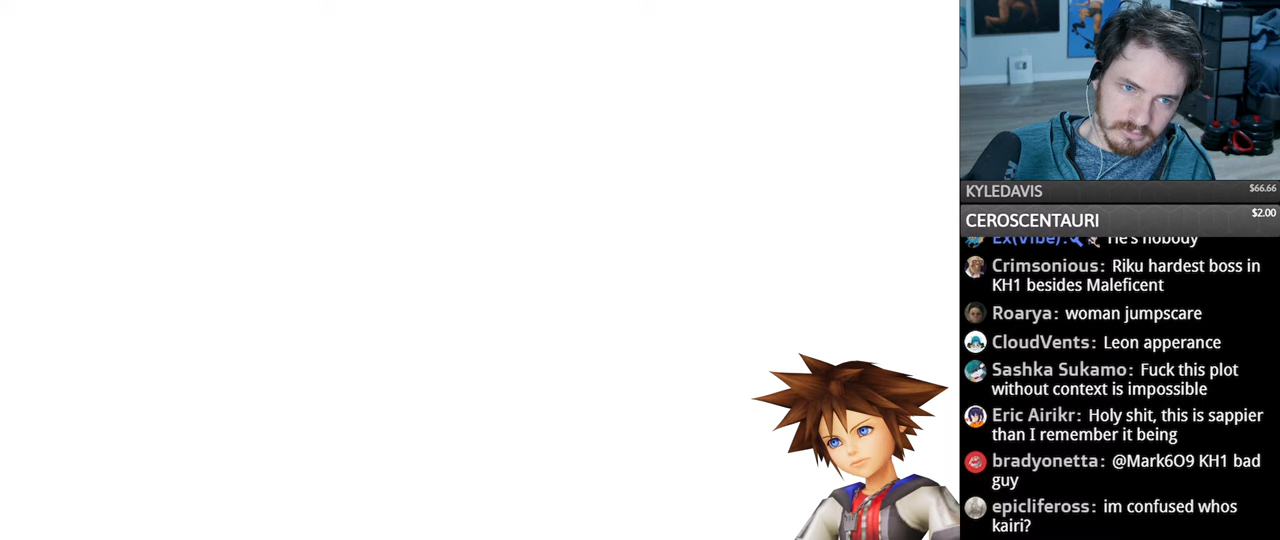 KYLEDAVIS $66.66
CEROSCENTAURI $2.00
Ex(Vibe): He's nobody
Crimsonious: Riku hardest boss in
KH1 besides Maleficent
Roarya: woman jumpscare
CloudVents: Leon apperance
Sashka Sukamo: Fuck this plot
without context is impossible
Eric Airikr: Holy shit, this is sappier
than I remember it being
bradyonetta: @Mark6O9 KH1 bad
guy
epiclifeross: im confused whos
kairi?